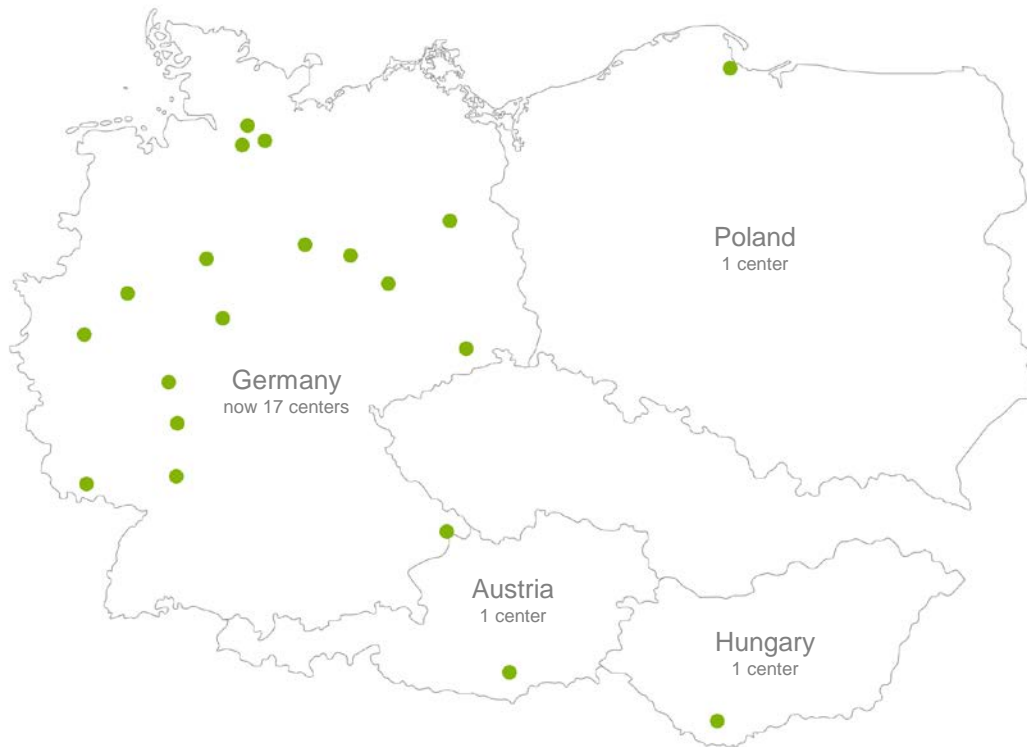 Poland
1 center
Germany
now 17 centers
Austria
1 center
Hungary
1 center